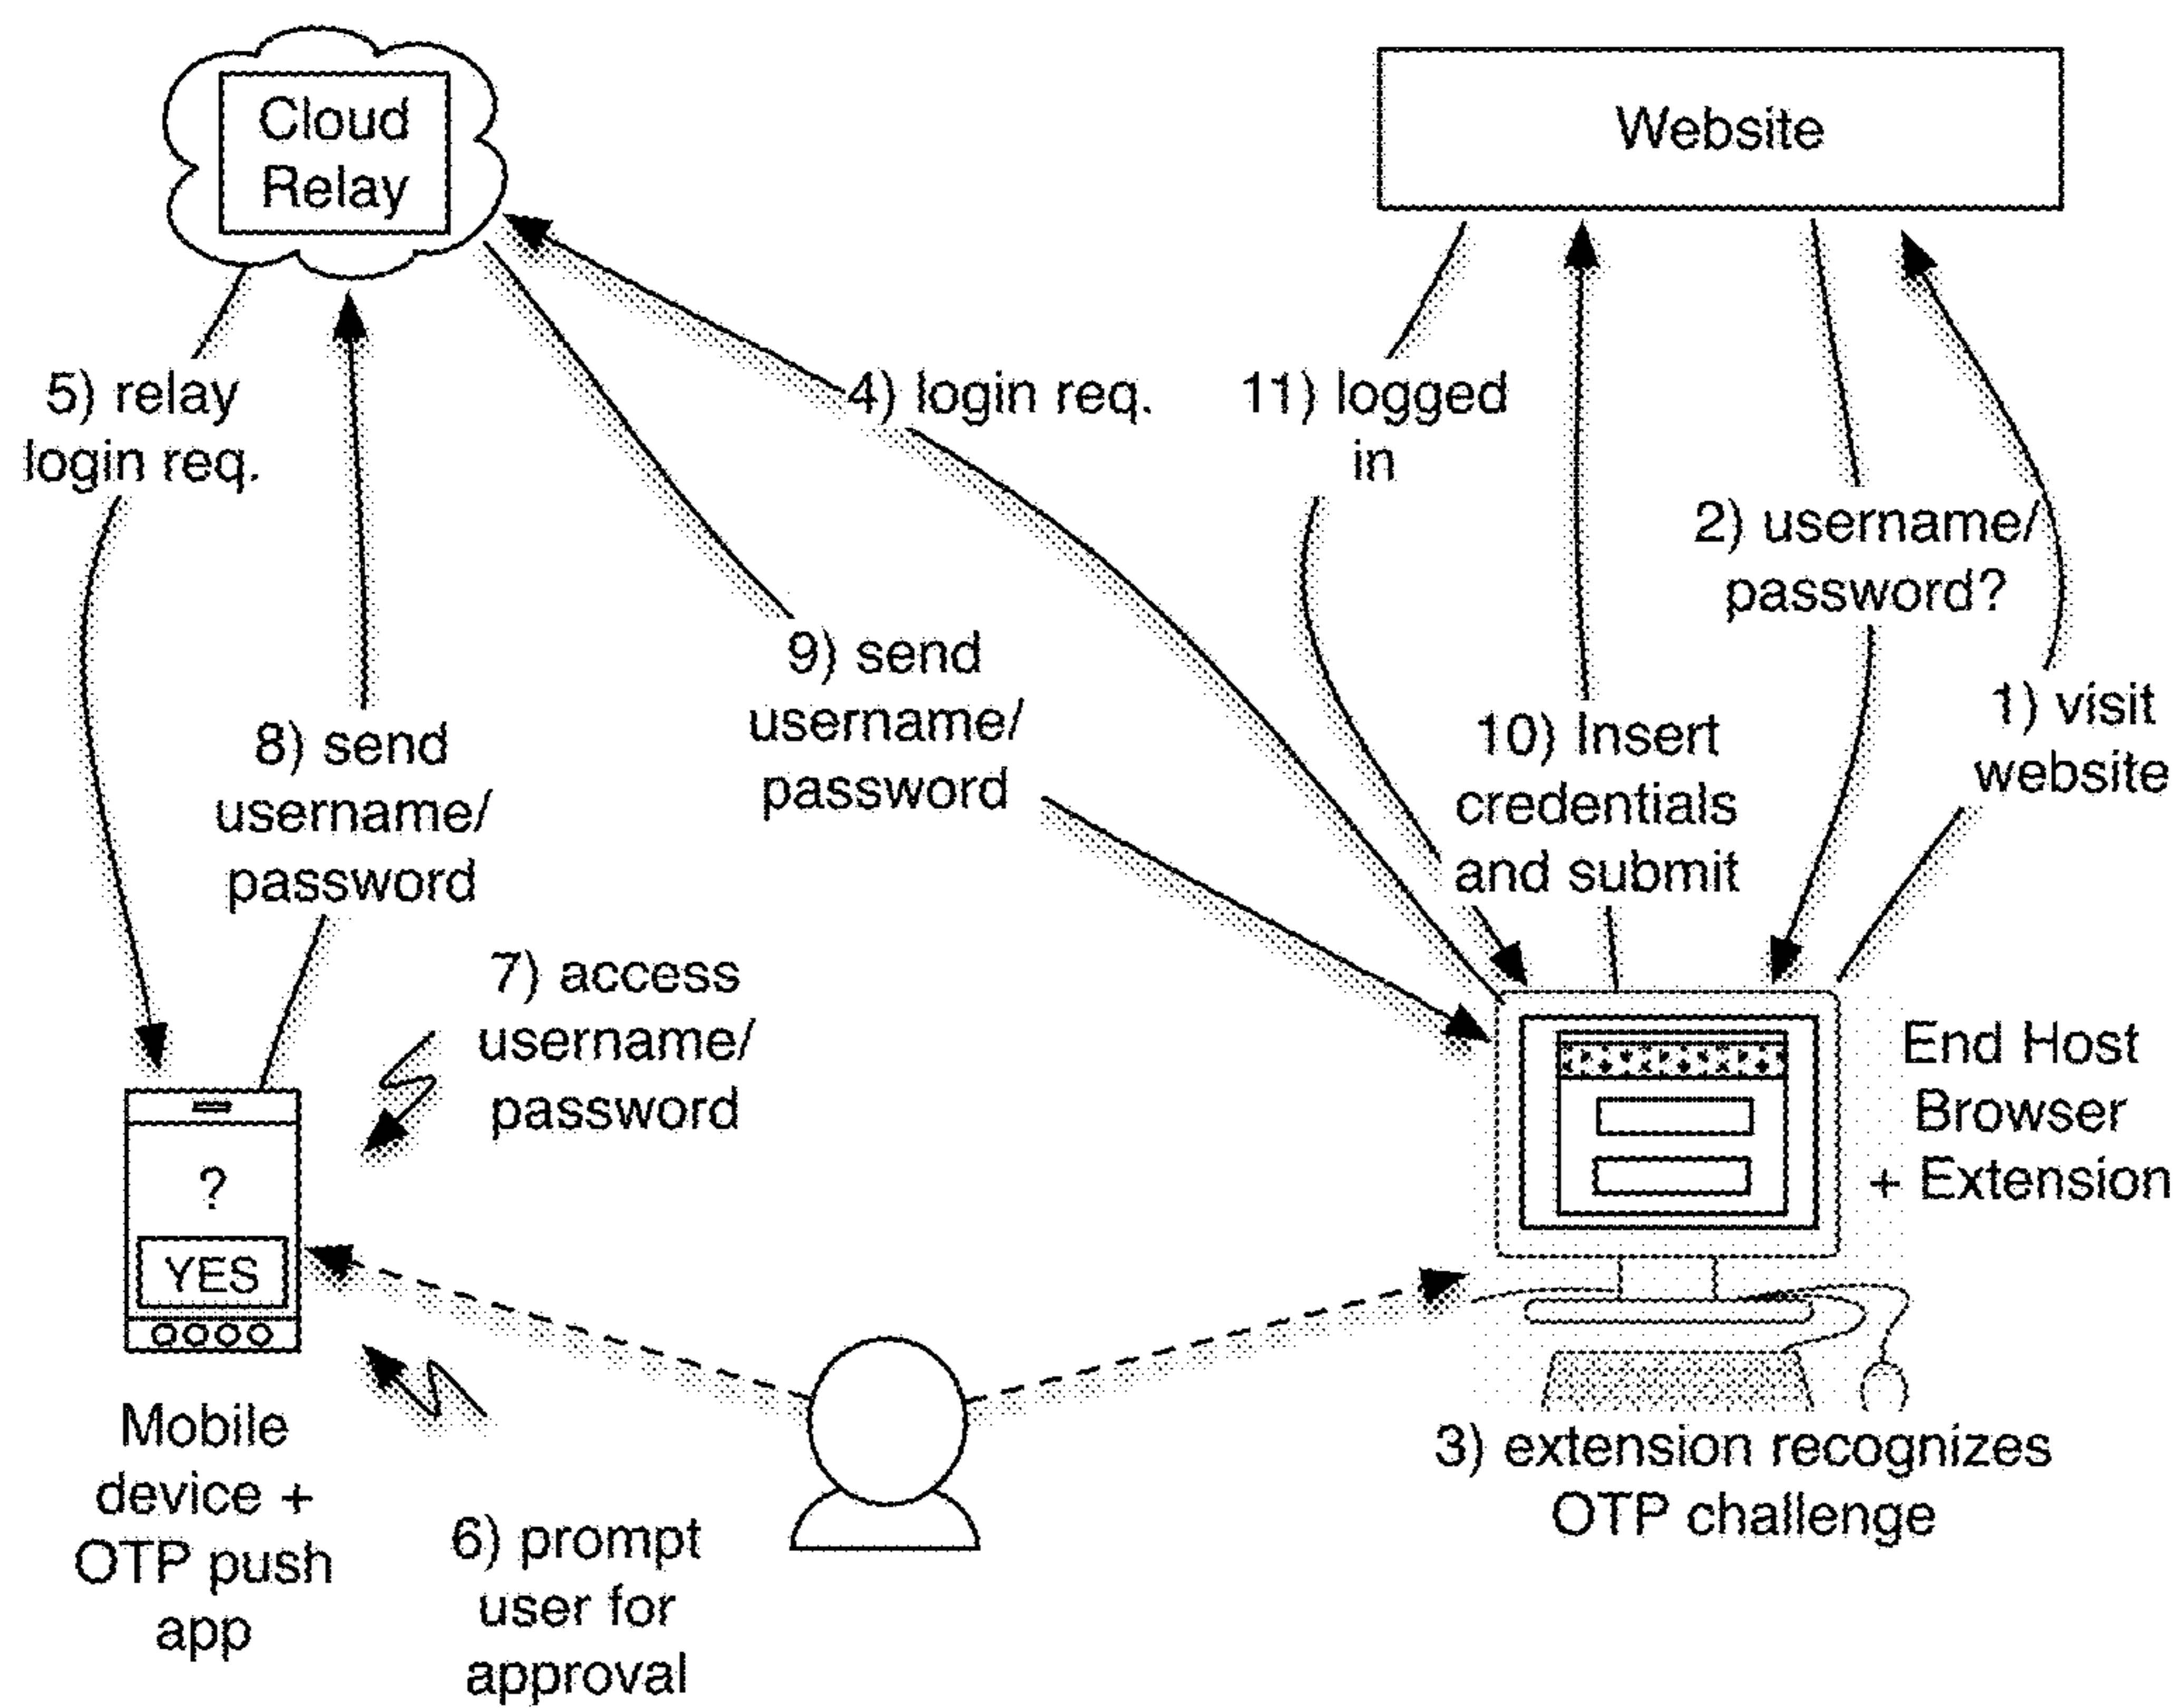 Cloud
Relay
Website
5) relay
login req.
4) login req.
11) logged
in
2) username/
password?
9) send
username/
password
1) visit
website
8) send
username/
password
10) Insert
credentials
and submit
7) access
username/
password
End Host
Browser
+ Extension
?
YES
Mobile
device +
OTP push
app
6) prompt
user for
approval
3) extension recognizes
OTP challenge